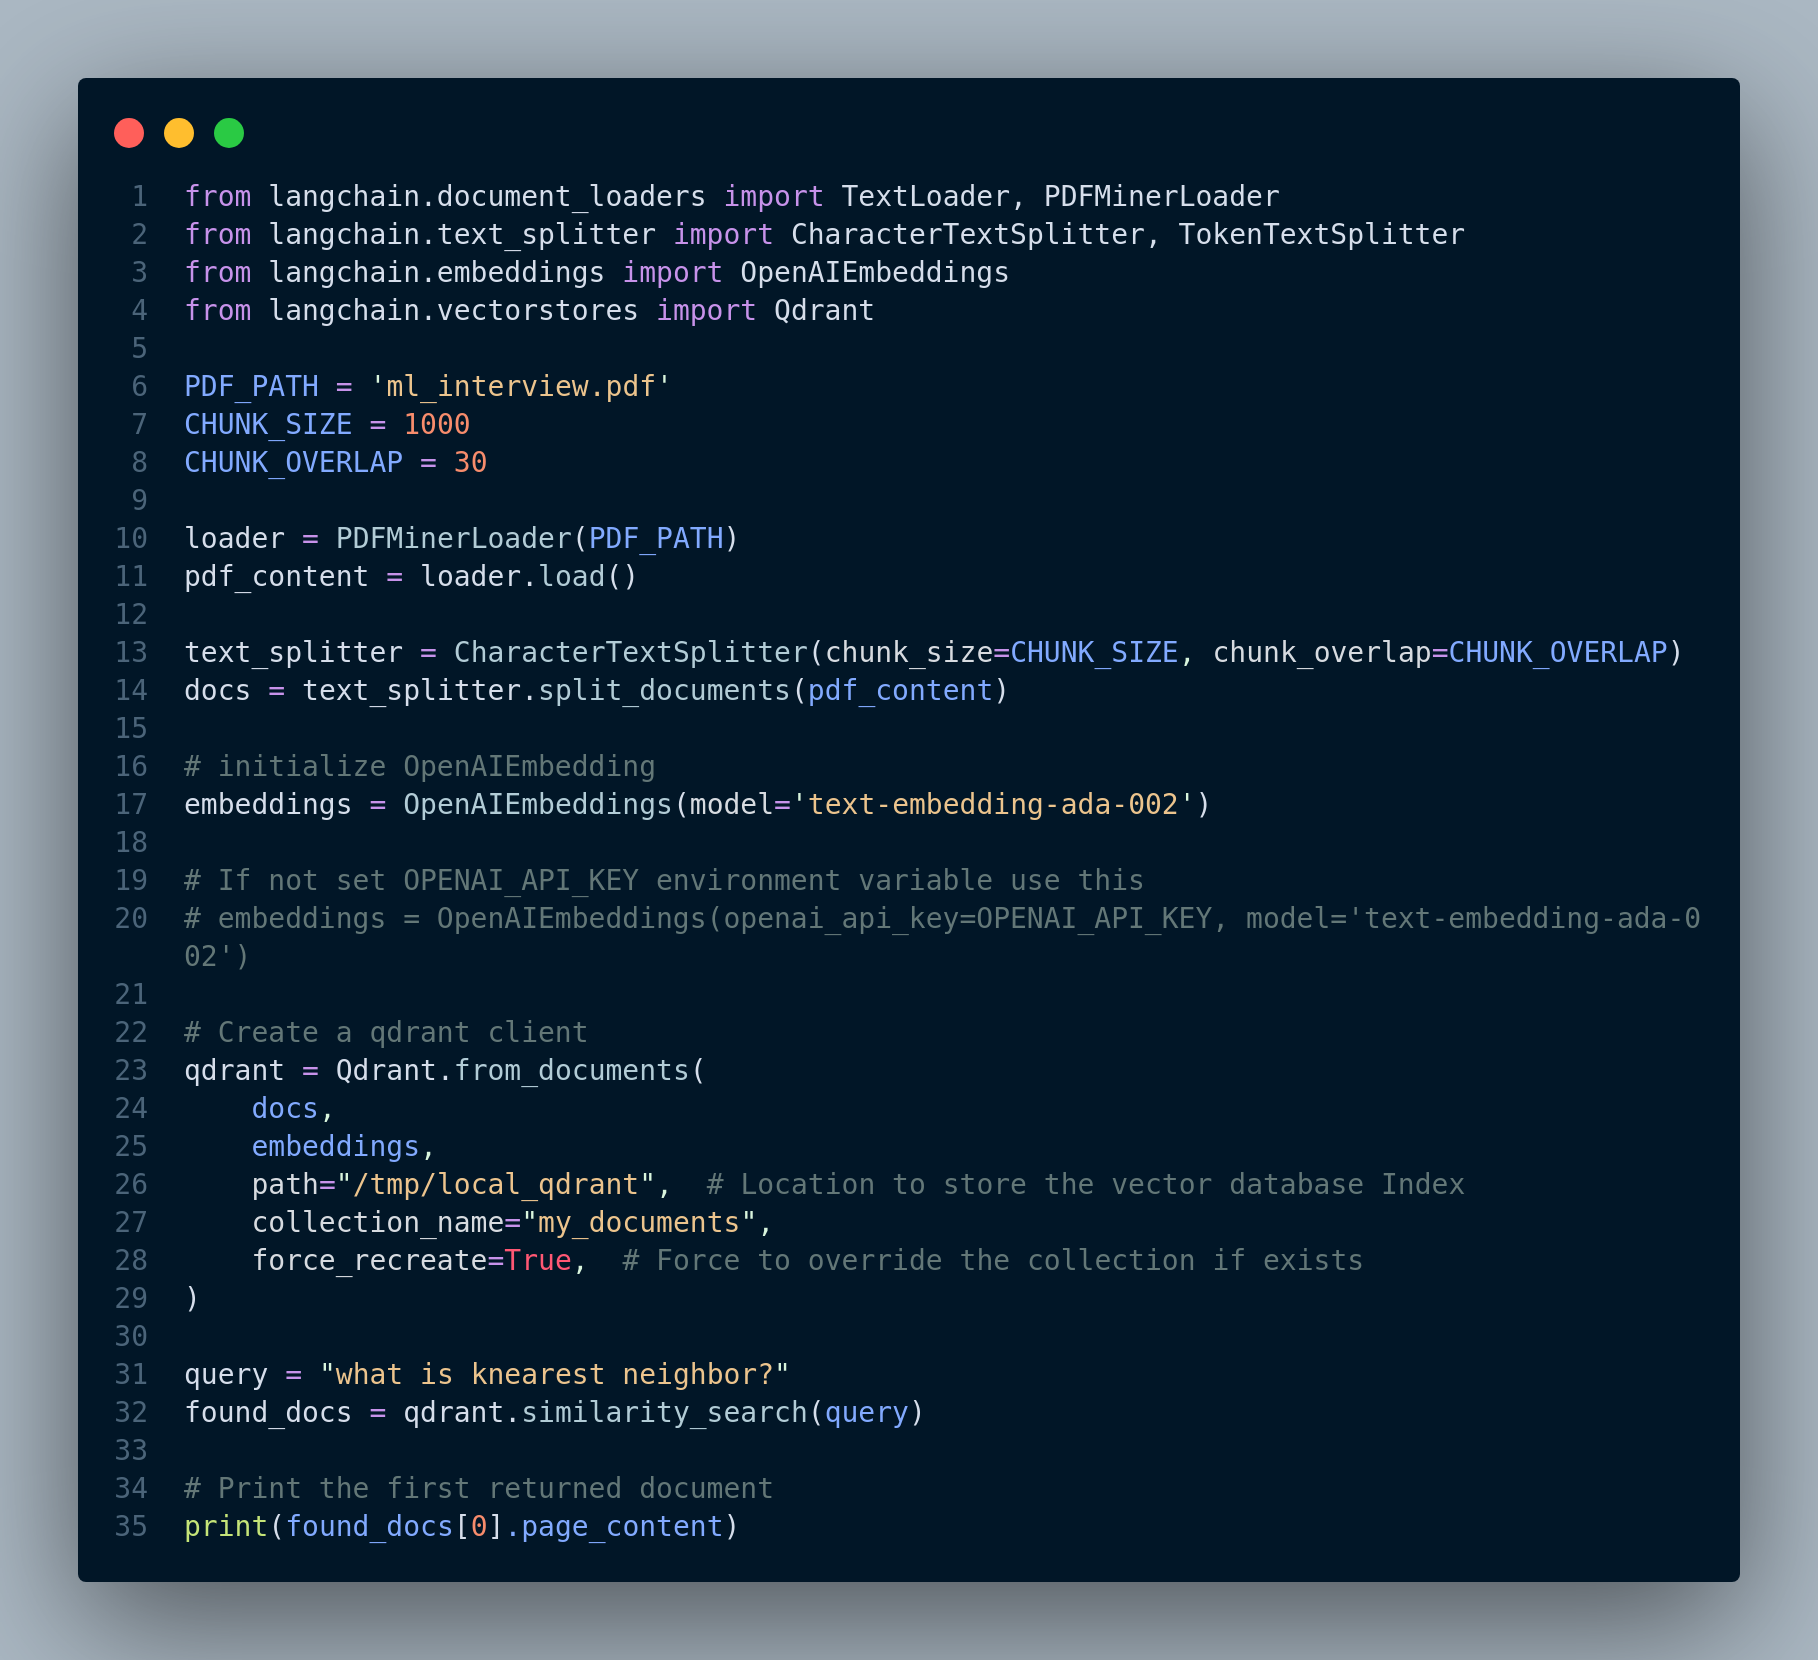 1 from langchain.document_loaders import TextLoader, PDFMinerLoader
2 from langchain.text_splitter import CharacterTextSplitter, TokenTextSplitter
3 from langchain.embeddings import OpenAIEmbeddings
4 from langchain.vectorstores import Qdrant
5
6 PDF_PATH = 'ml_interview.pdf'
7 CHUNK_SIZE = 1000
8 CHUNK_OVERLAP = 30
9
10 loader = PDFMinerLoader(PDF_PATH)
11 pdf_content = loader.load()
12
13 text_splitter = CharacterTextSplitter(chunk_size=CHUNK_SIZE, chunk_overlap=CHUNK_OVERLAP)
14 docs = text_splitter.split_documents(pdf_content)
15
16 # initialize OpenAIEmbedding
17 embeddings = OpenAIEmbeddings(model='text-embedding-ada-002')
18
19 # If not set OPENAI_API_KEY environment variable use this
20 # embeddings = OpenAIEmbeddings(openai_api_key=OPENAI_API_KEY, model='text-embedding-ada-0
02')
21
22 # Create a qdrant client
23 qdrant = Qdrant.from_documents(
24     docs,
25     embeddings,
26     path="/tmp/local_qdrant",  # Location to store the vector database Index
27     collection_name="my_documents",
28     force_recreate=True,  # Force to override the collection if exists
29 )
30
31 query = "what is knearest neighbor?"
32 found_docs = qdrant.similarity_search(query)
33
34 # Print the first returned document
35 print(found_docs[0].page_content)